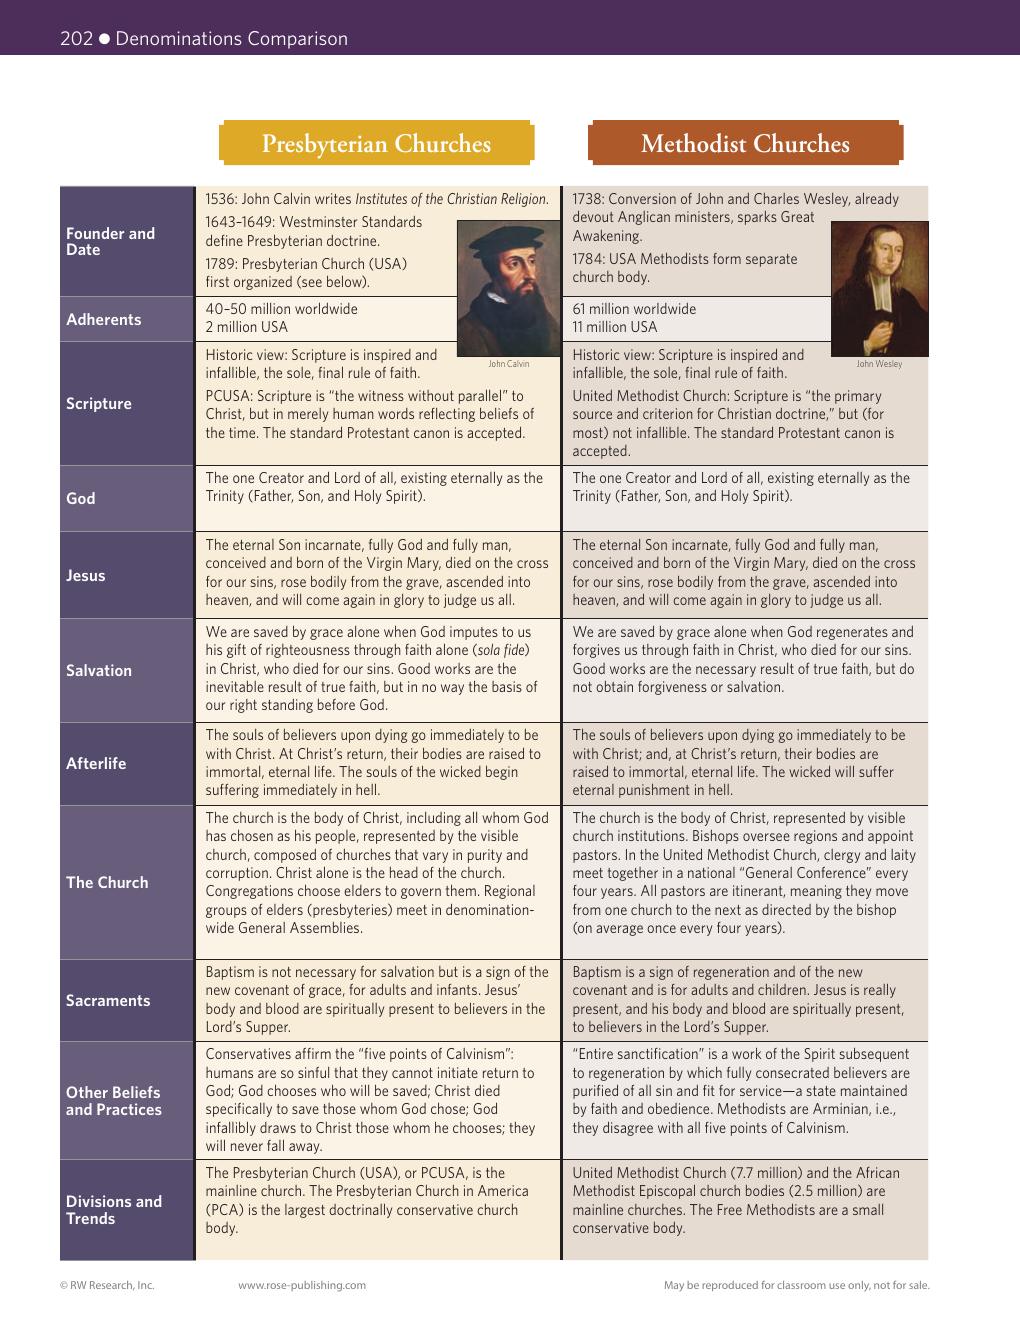 202 ● Denominations Comparison
Presbyterian Churches
Methodist Churches
Founder and
Date
1536: John Calvin writes Institutes of the Christian Religion.
1643–1649: Westminster Standards
define Presbyterian doctrine.
1789: Presbyterian Church (USA)
first organized (see below).
1738: Conversion of John and Charles Wesley, already
devout Anglican ministers, sparks Great
Awakening.
1784: USA Methodists form separate
church body.
Adherents
40–50 million worldwide
2 million USA
61 million worldwide
11 million USA
John Calvin
John Wesley
Scripture
Historic view: Scripture is inspired and
infallible, the sole, final rule of faith.
PCUSA: Scripture is “the witness without parallel” to
Christ, but in merely human words reflecting beliefs of
the time. The standard Protestant canon is accepted.
Historic view: Scripture is inspired and
infallible, the sole, final rule of faith.
United Methodist Church: Scripture is “the primary
source and criterion for Christian doctrine,” but (for
most) not infallible. The standard Protestant canon is
accepted.
God
The one Creator and Lord of all, existing eternally as the
Trinity (Father, Son, and Holy Spirit).
The one Creator and Lord of all, existing eternally as the
Trinity (Father, Son, and Holy Spirit).
Jesus
The eternal Son incarnate, fully God and fully man,
conceived and born of the Virgin Mary, died on the cross
for our sins, rose bodily from the grave, ascended into
heaven, and will come again in glory to judge us all.
The eternal Son incarnate, fully God and fully man,
conceived and born of the Virgin Mary, died on the cross
for our sins, rose bodily from the grave, ascended into
heaven, and will come again in glory to judge us all.
Salvation
We are saved by grace alone when God imputes to us
his gift of righteousness through faith alone (sola fide)
in Christ, who died for our sins. Good works are the
inevitable result of true faith, but in no way the basis of
our right standing before God.
We are saved by grace alone when God regenerates and
forgives us through faith in Christ, who died for our sins.
Good works are the necessary result of true faith, but do
not obtain forgiveness or salvation.
Afterlife
The souls of believers upon dying go immediately to be
with Christ. At Christ’s return, their bodies are raised to
immortal, eternal life. The souls of the wicked begin
suffering immediately in hell.
The souls of believers upon dying go immediately to be
with Christ; and, at Christ’s return, their bodies are
raised to immortal, eternal life. The wicked will suffer
eternal punishment in hell.
The Church
The church is the body of Christ, including all whom God
has chosen as his people, represented by the visible
church, composed of churches that vary in purity and
corruption. Christ alone is the head of the church.
Congregations choose elders to govern them. Regional
groups of elders (presbyteries) meet in denomination-
wide General Assemblies.
The church is the body of Christ, represented by visible
church institutions. Bishops oversee regions and appoint
pastors. In the United Methodist Church, clergy and laity
meet together in a national “General Conference” every
four years. All pastors are itinerant, meaning they move
from one church to the next as directed by the bishop
(on average once every four years).
Sacraments
Baptism is not necessary for salvation but is a sign of the
new covenant of grace, for adults and infants. Jesus’
body and blood are spiritually present to believers in the
Lord’s Supper.
Baptism is a sign of regeneration and of the new
covenant and is for adults and children. Jesus is really
present, and his body and blood are spiritually present,
to believers in the Lord’s Supper.
Other Beliefs
and Practices
Conservatives affirm the “five points of Calvinism”:
humans are so sinful that they cannot initiate return to
God; God chooses who will be saved; Christ died
specifically to save those whom God chose; God
infallibly draws to Christ those whom he chooses; they
will never fall away.
“Entire sanctification” is a work of the Spirit subsequent
to regeneration by which fully consecrated believers are
purified of all sin and fit for service—a state maintained
by faith and obedience. Methodists are Arminian, i.e.,
they disagree with all five points of Calvinism.
Divisions and
Trends
The Presbyterian Church (USA), or PCUSA, is the
mainline church. The Presbyterian Church in America
(PCA) is the largest doctrinally conservative church
body.
United Methodist Church (7.7 million) and the African
Methodist Episcopal church bodies (2.5 million) are
mainline churches. The Free Methodists are a small
conservative body.
© RW Research, Inc.
www.rose-publishing.com
May be reproduced for classroom use only, not for sale.